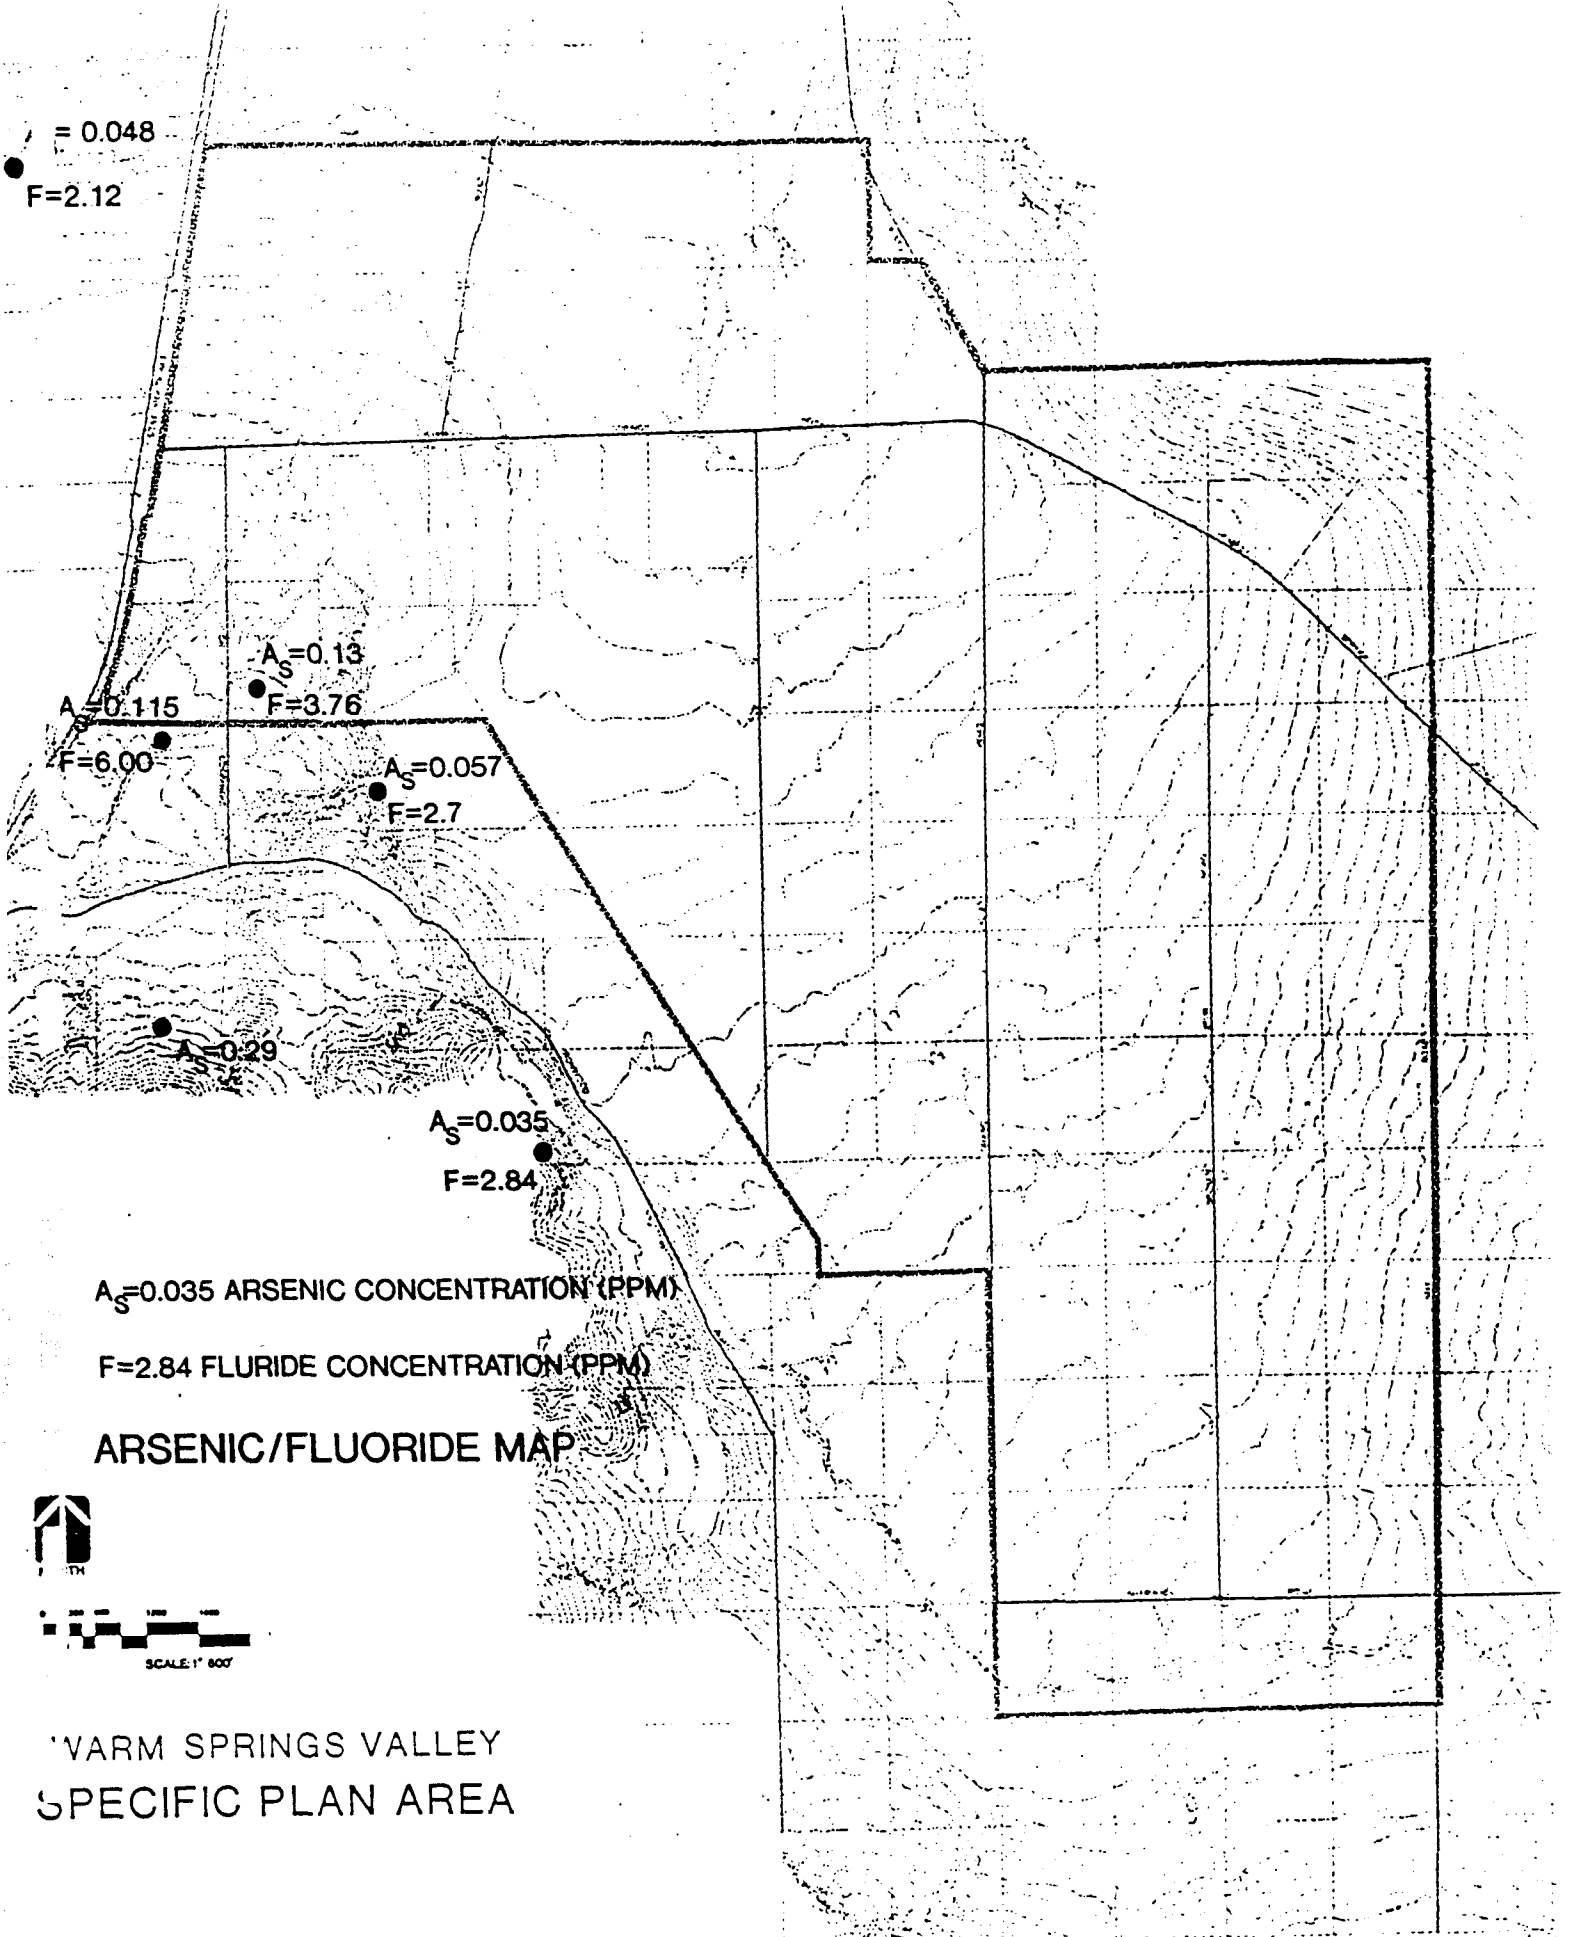 = 0.048
F=2.12
AS=0.13
F=3.76
AS=0.115
F=6.00
AS=0.057
F=2.7
AS=0.29
AS=0.035
F=2.84
AS=0.035 ARSENIC CONCENTRATION (PPM)
F=2.84 FLURIDE CONCENTRATION (PPM)
ARSENIC/FLUORIDE MAP
SCALE: 1" 600'
WARM SPRINGS VALLEY
SPECIFIC PLAN AREA